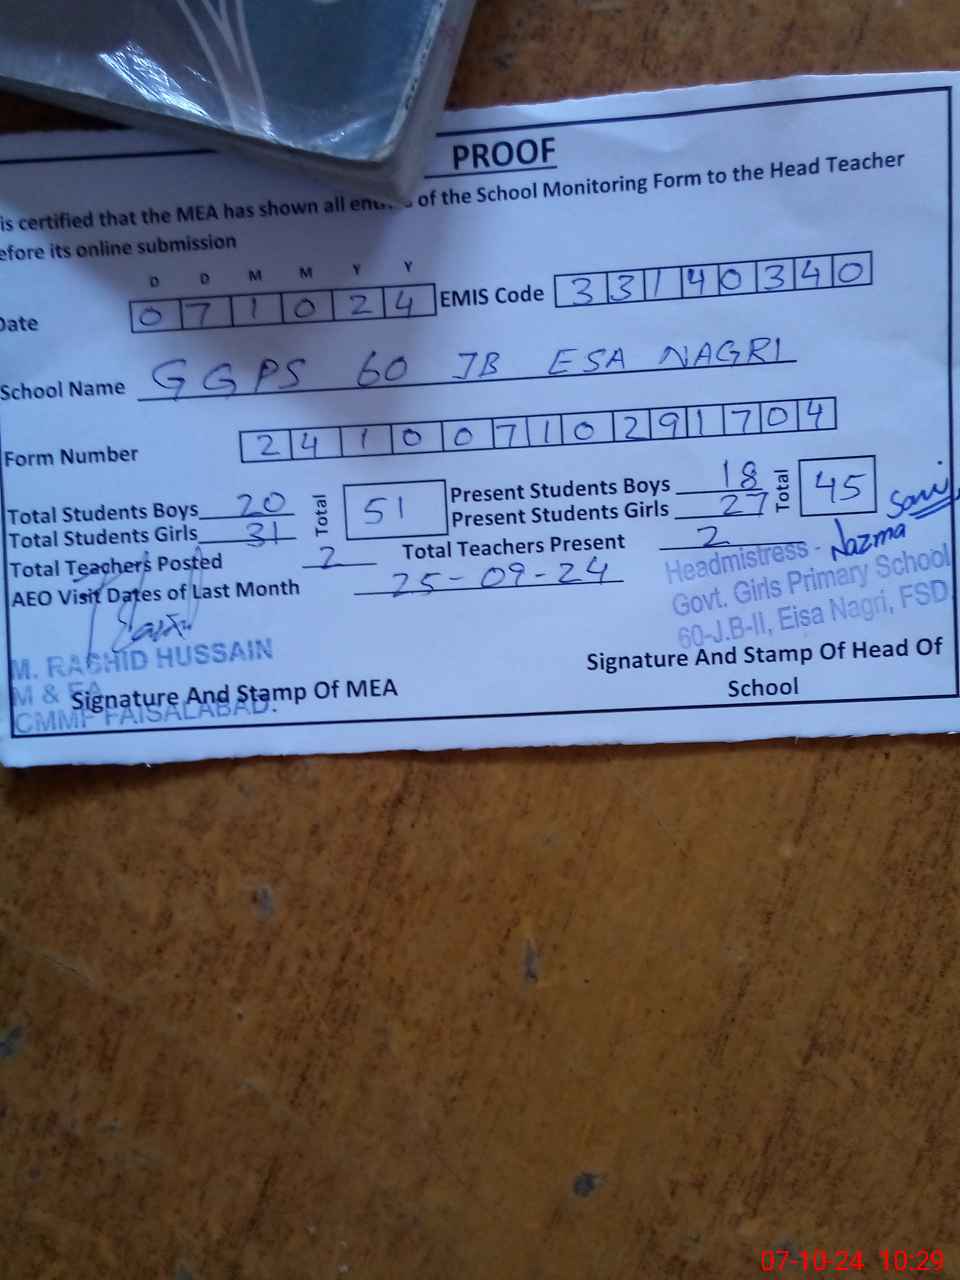 PROOF
is certified that the MEA has shown all of the School Monitoring Form to the Head Teacher
efore its online submission
D D M M Y Y
Date 0 7 1 0 2 4 EMIS Code 3 3 1 4 0 3 4 0
School Name GGPS 60 JB ESA NAGRI
Form Number 2 4 1 0 0 7 1 0 2 9 1 7 0 4
Total Students Boys 20 Total 51 Present Students Boys 18 Total 45
Total Students Girls 31 Present Students Girls 27
Total Teachers Posted 2 Total Teachers Present 2
AEO Visit Dates of Last Month 25-09-24
Nazma
Headmistress
Govt. Girls Primary School
60-J.B-II, Eisa Nagri, FSD
M. RASHID HUSSAIN
M & EA
CMMF FAISALABAD.
Signature And Stamp Of MEA
Signature And Stamp Of Head Of
School
07-10-24 10:29